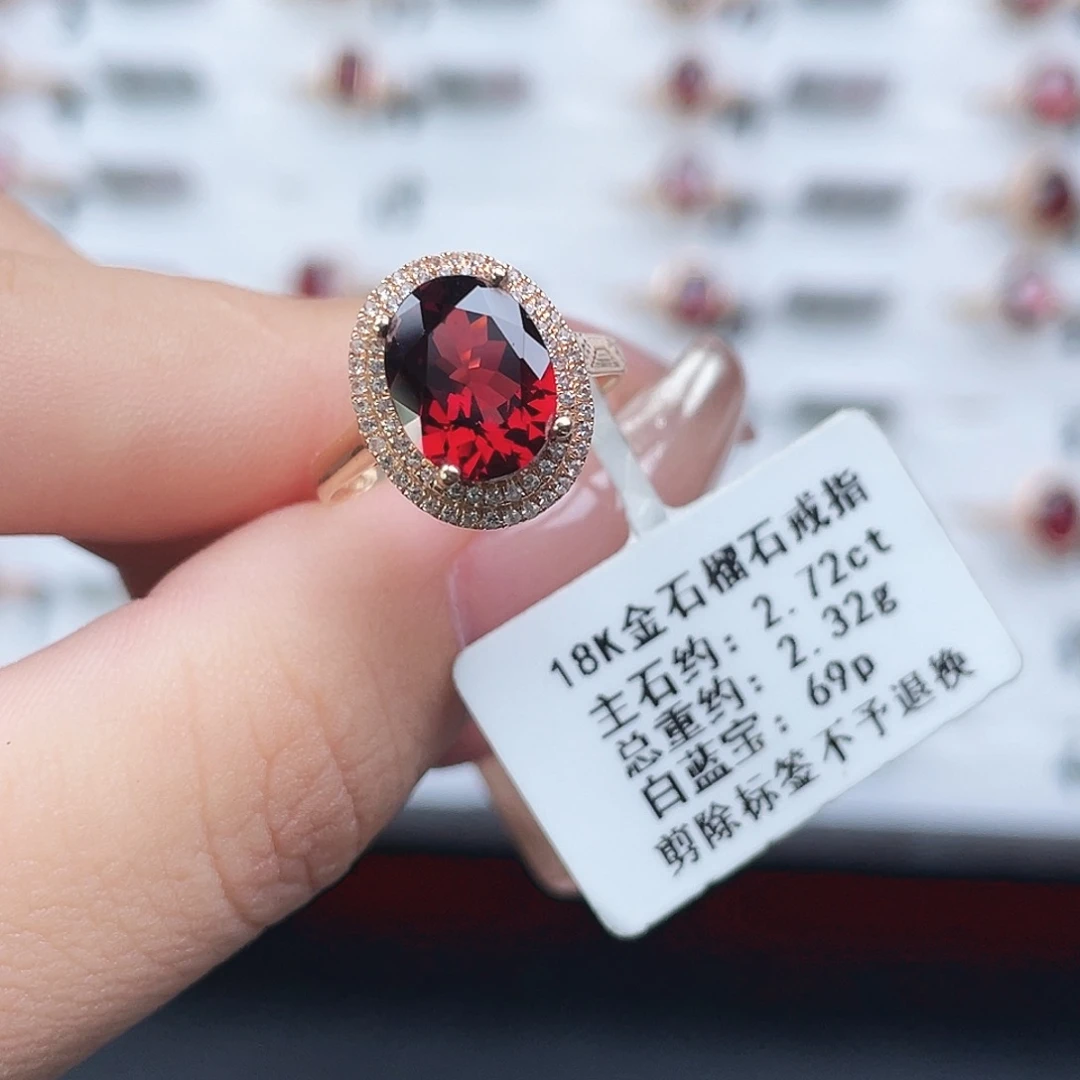 18K金石榴石戒指
主石约：2.72ct
总重约：2.32g
白蓝宝：69p
剪除标签不予退换